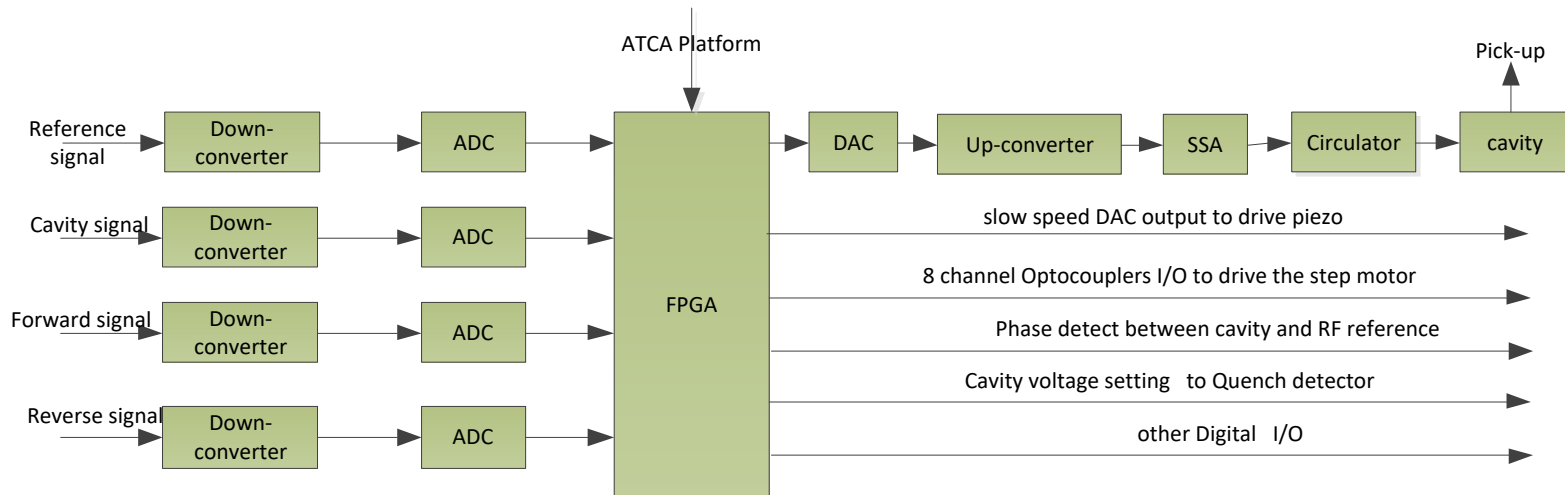 ATCA Platform
Pick-up
Reference
signal
Down-
converter
ADC
DAC
Up-converter
SSA
Circulator
cavity
Cavity signal
Down-
converter
ADC
slow speed DAC output to drive piezo
8 channel Optocouplers I/O to drive the step motor
FPGA
Forward signal
Down-
converter
ADC
Phase detect between cavity and RF reference
Cavity voltage setting to Quench detector
Reverse signal
Down-
converter
ADC
other Digital I/O